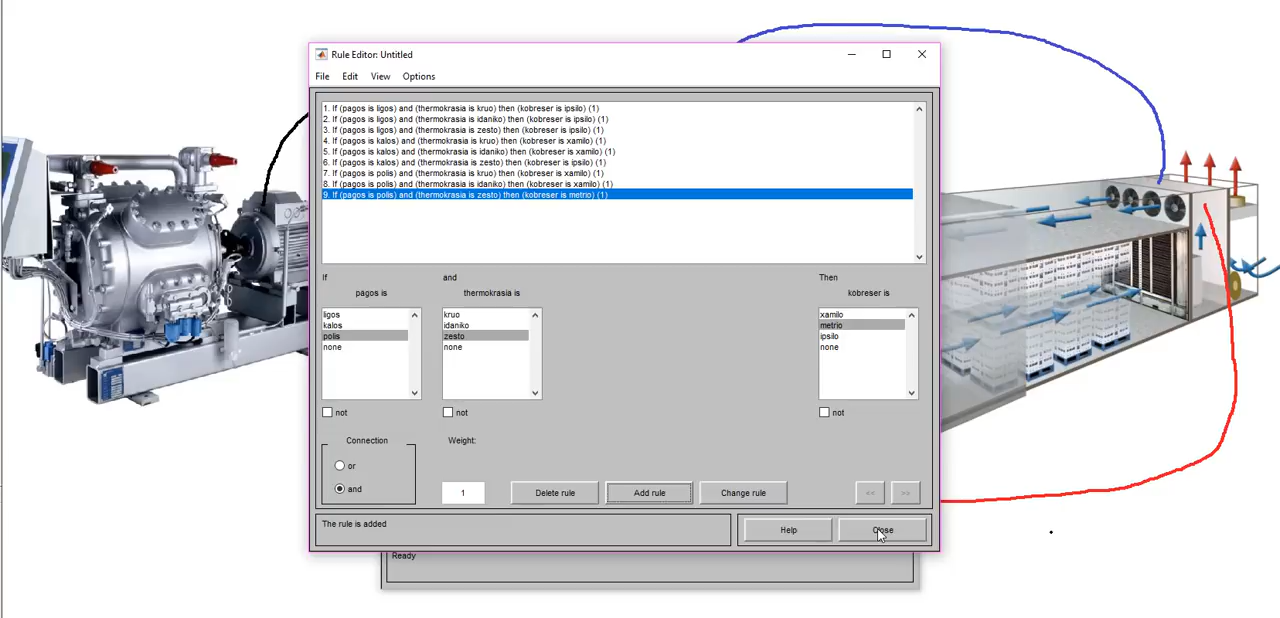 Rule Editor: Untitled
File Edit View Options
1. If (pagos is ligos) and (thermokrasia is kruo) then (kobreser is ipsilo) (1)
2. If (pagos is ligos) and (thermokrasia is idaniko) then (kobreser is ipsilo) (1)
3. If (pagos is ligos) and (thermokrasia is zesto) then (kobreser is ipsilo) (1)
4. If (pagos is kalos) and (thermokrasia is kruo) then (kobreser is xamilo) (1)
5. If (pagos is kalos) and (thermokrasia is idaniko) then (kobreser is xamilo) (1)
6. If (pagos is kalos) and (thermokrasia is zesto) then (kobreser is ipsilo) (1)
7. If (pagos is polis) and (thermokrasia is kruo) then (kobreser is xamilo) (1)
8. If (pagos is polis) and (thermokrasia is idaniko) then (kobreser is xamilo) (1)
9. If (pagos is polis) and (thermokrasia is zesto) then (kobreser is metrio) (1)
If and Then
pagos is thermokrasia is kobreser is
ligos kruo xamilo
kalos idaniko metrio
polis zesto ipsilo
none none none
not not not
Connection Weight:
or
and 1 Delete rule Add rule Change rule << >>
The rule is added Help Close
Ready